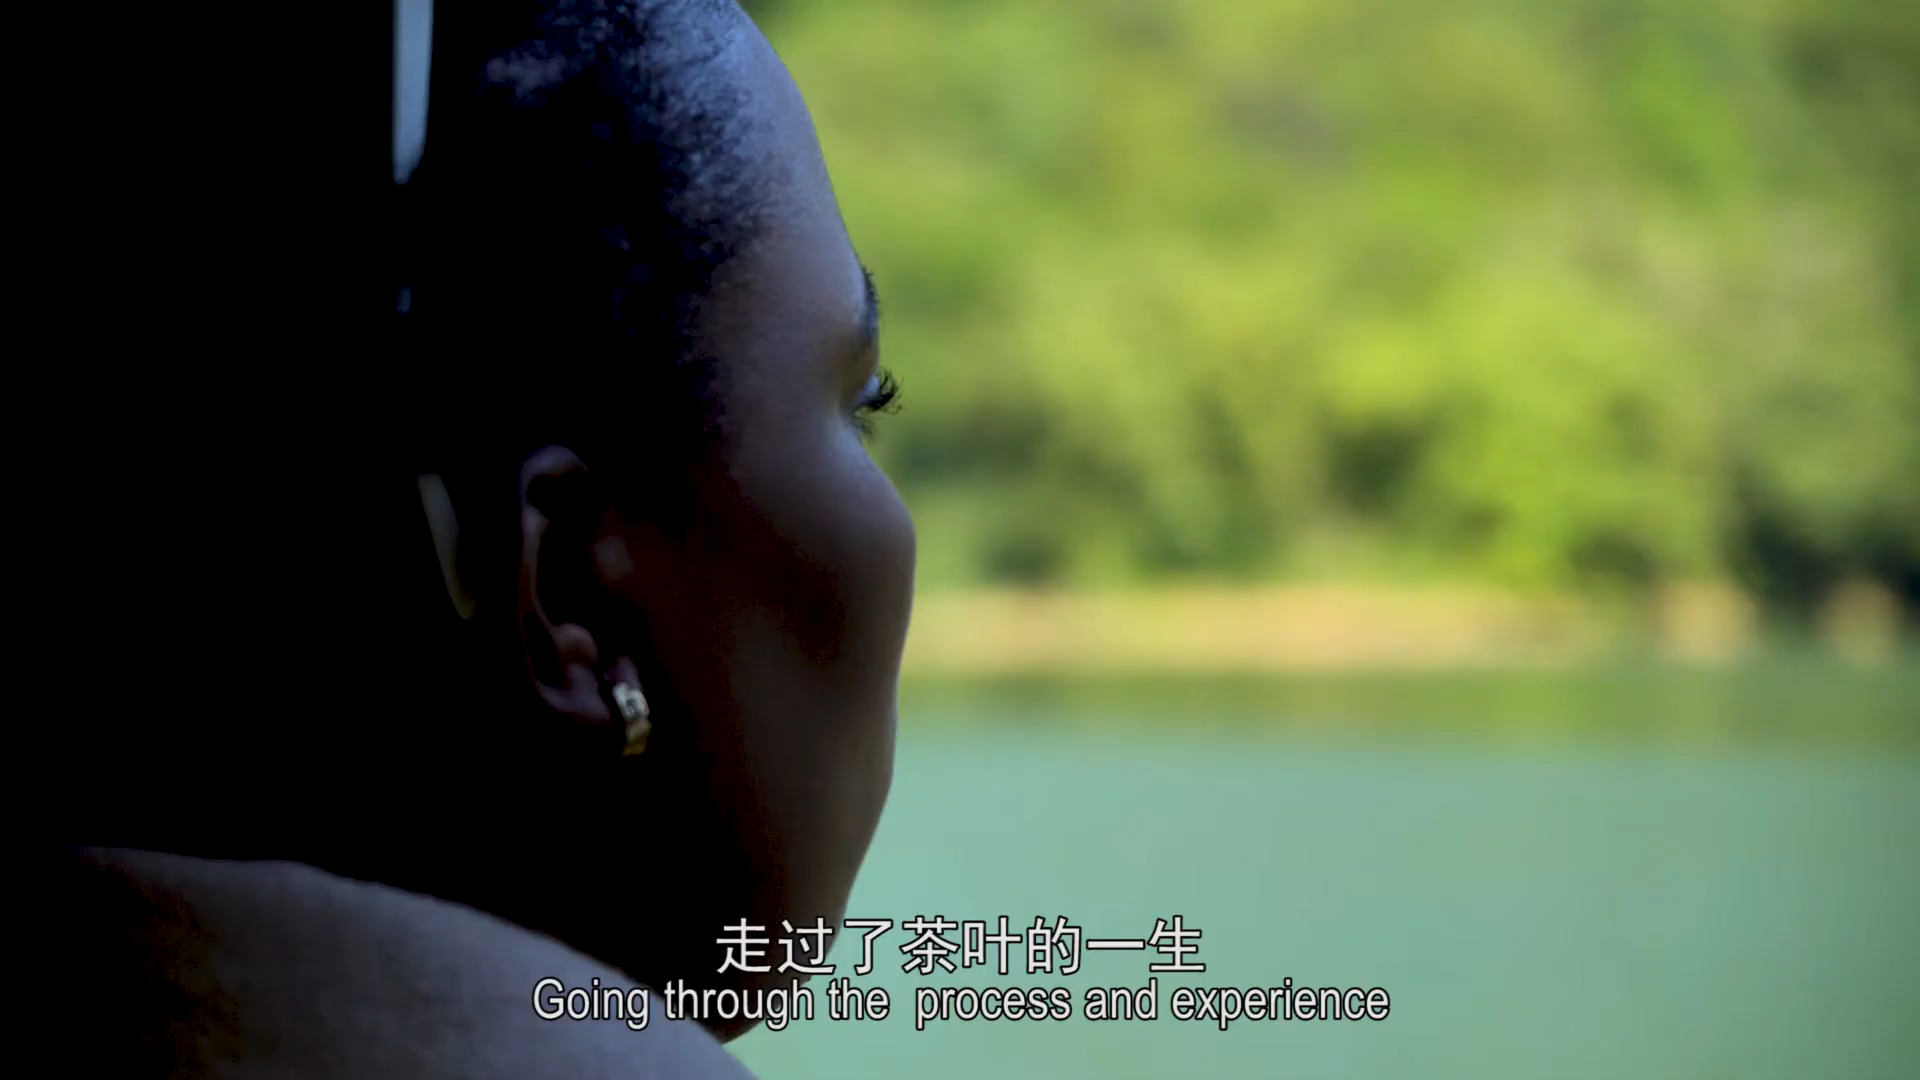 走过了茶叶的一生
Going through the  process and experience